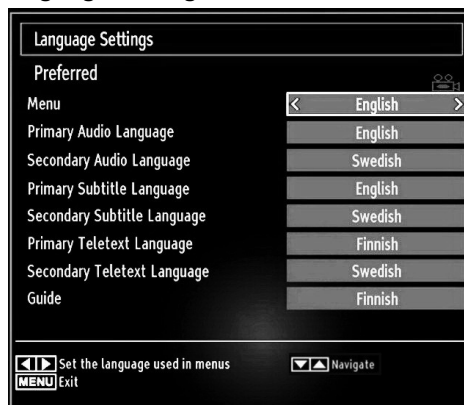 Language Settings
Preferred
Menu < English >
Primary Audio Language English
Secondary Audio Language Swedish
Primary Subtitle Language English
Secondary Subtitle Language Swedish
Primary Teletext Language Finnish
Secondary Teletext Language Swedish
Guide Finnish
Set the language used in menus Navigate
MENU Exit